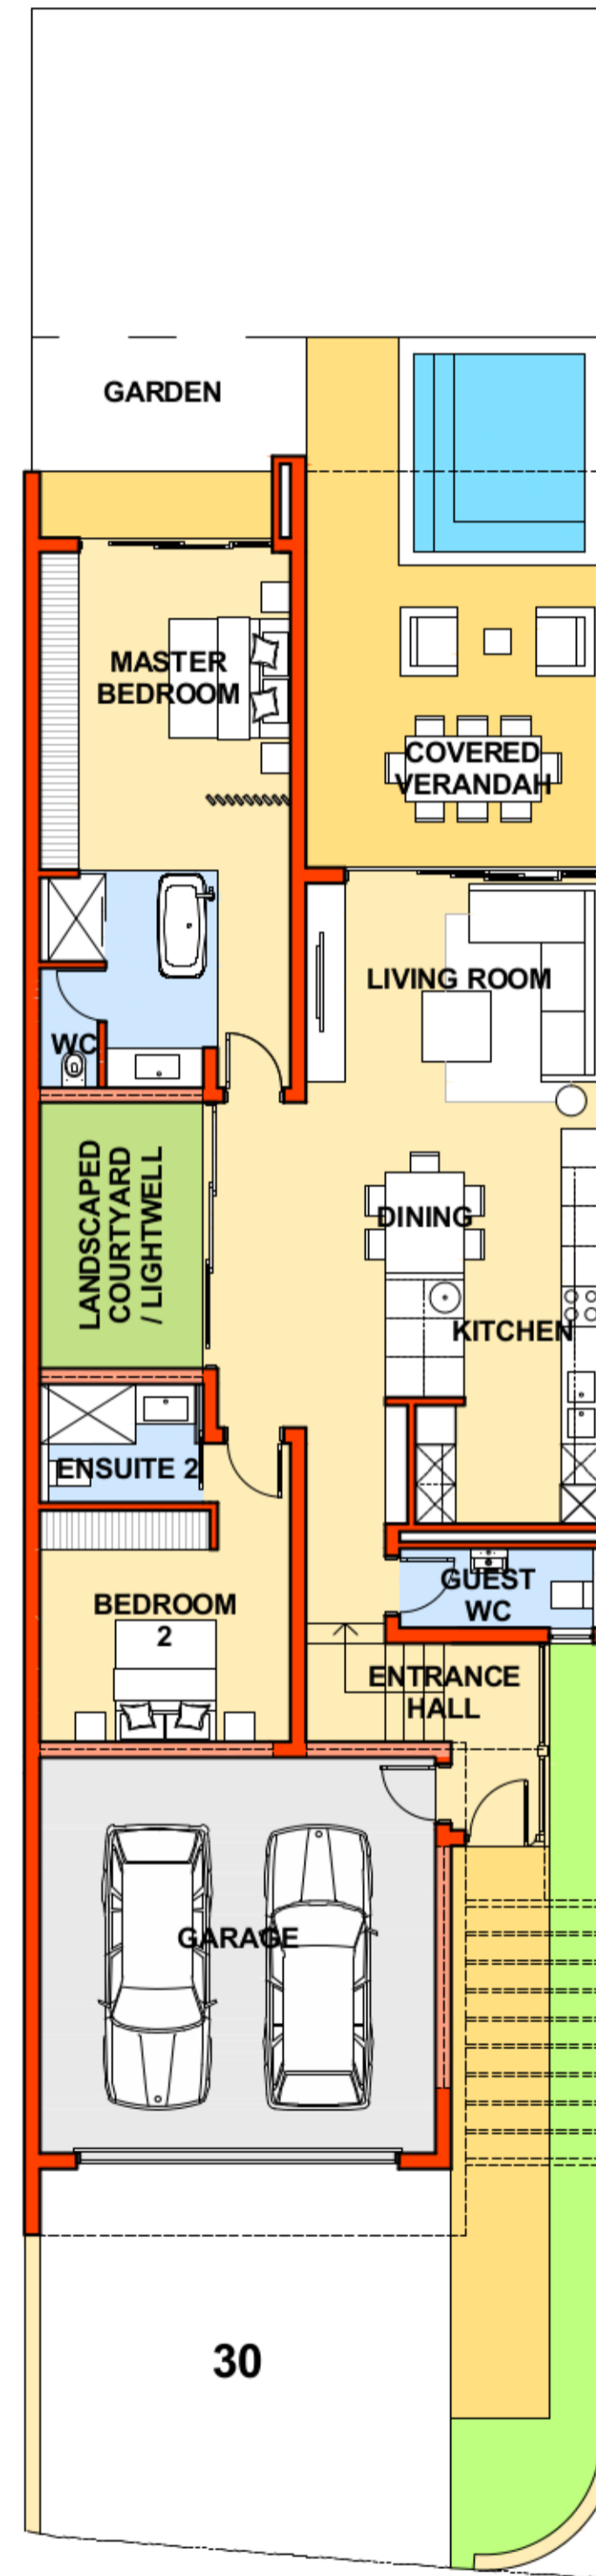 GARDEN
MASTER
BEDROOM
COVERED
VERANDAH
LIVING ROOM
WC
LANDSCAPED
COURTYARD
/ LIGHTWELL
DINING
KITCHEN
ENSUITE 2
BEDROOM
2
GUEST
WC
ENTRANCE
HALL
GARAGE
30